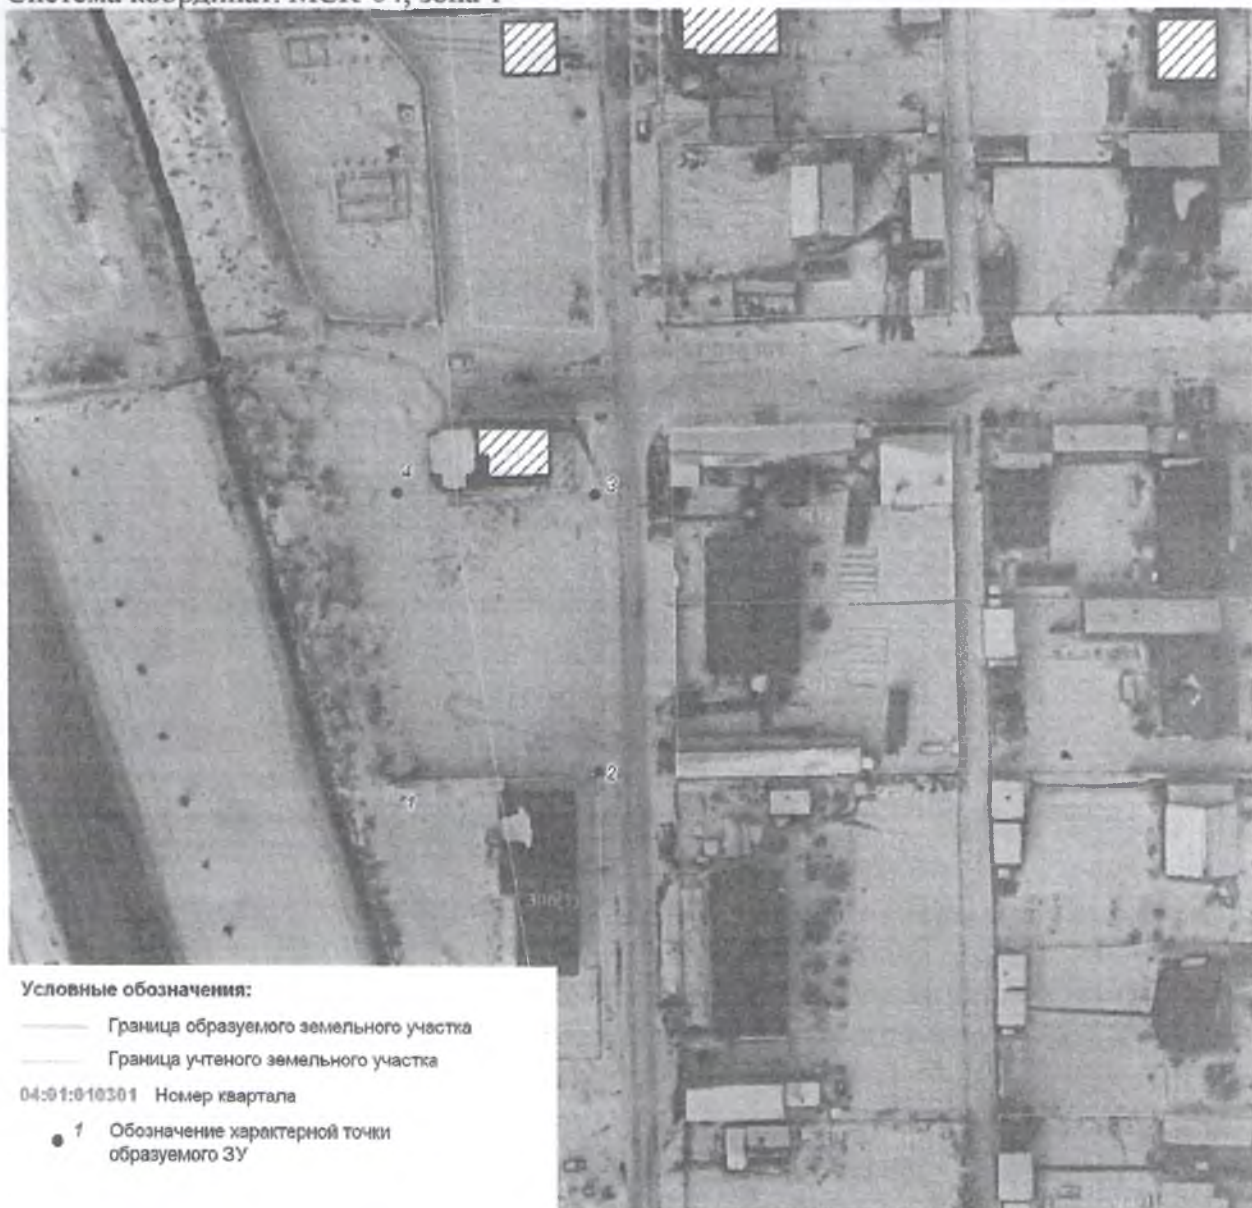 4
3
2
1
Условные обозначения:
Граница образуемого земельного участка
Граница учтеного земельного участка
04:01:010301 Номер квартала
1 Обозначение характерной точки
образуемого ЗУ